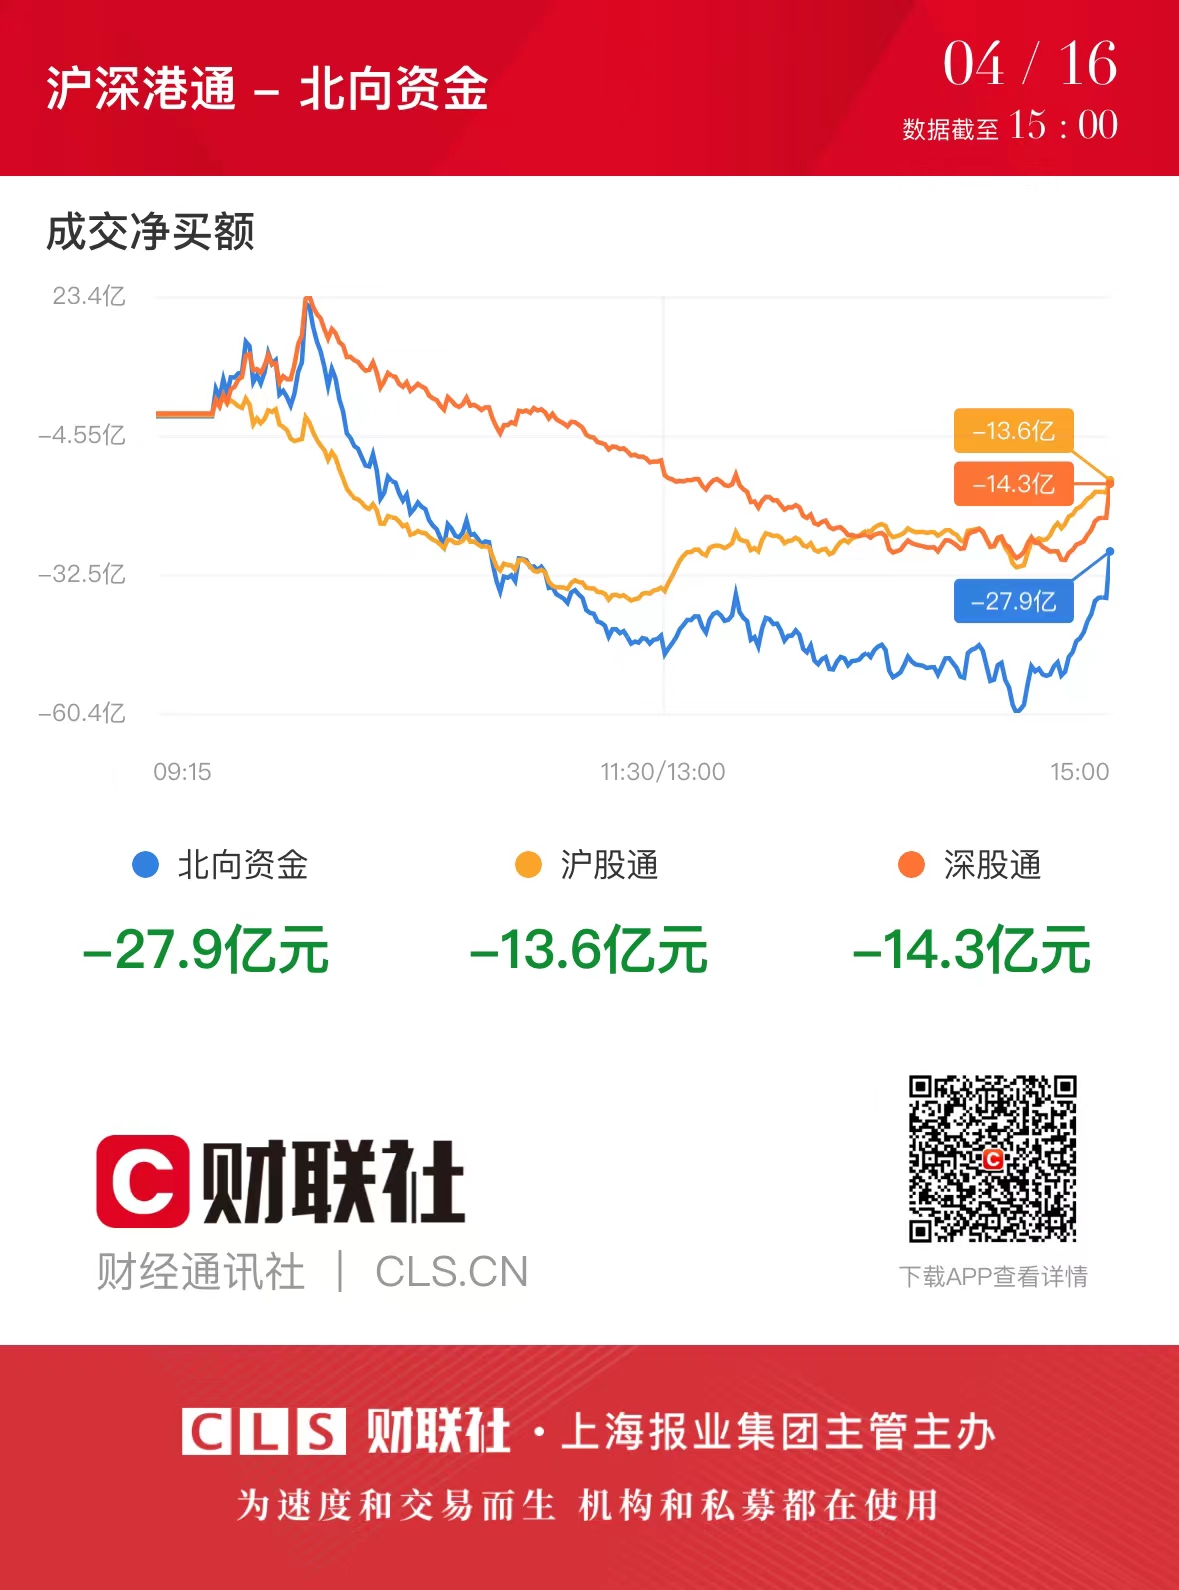 沪深港通 – 北向资金
04 / 16
数据截至 15 : 00
成交净买额
23.4亿
–4.55亿
–32.5亿
–60.4亿
–13.6亿
–14.3亿
–27.9亿
09:15 11:30/13:00 15:00
北向资金 沪股通 深股通
–27.9亿元 –13.6亿元 –14.3亿元
C 财联社
财经通讯社 | CLS.CN
C
下载APP查看详情
CLS 财联社 · 上海报业集团主管主办
为速度和交易而生 机构和私募都在使用